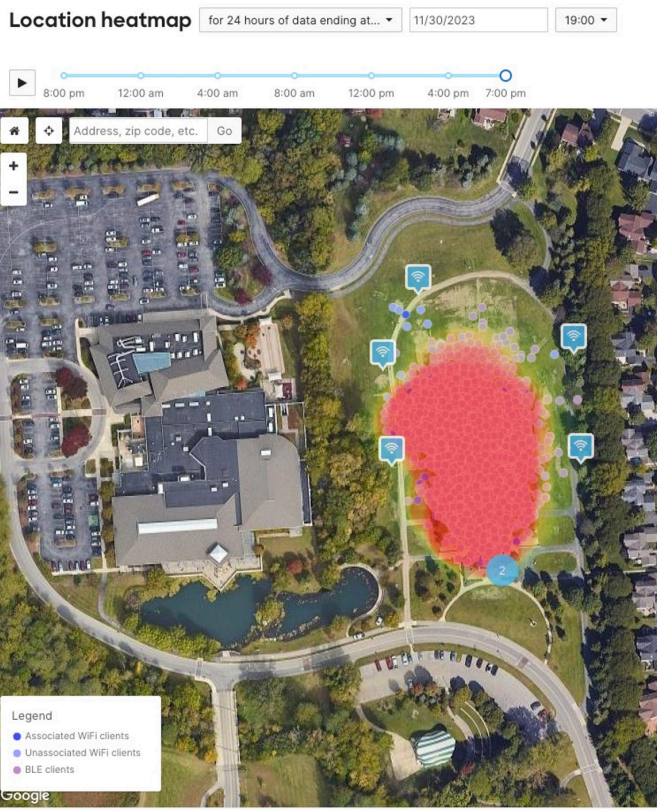 Location heatmap
for 24 hours of data ending at...
11/30/2023
19:00
8:00 pm 12:00 am 4:00 am 8:00 am 12:00 pm 4:00 pm 7:00 pm
Address, zip code, etc. Go
+
−
2
Legend
Associated WiFi clients
Unassociated WiFi clients
BLE clients
Google